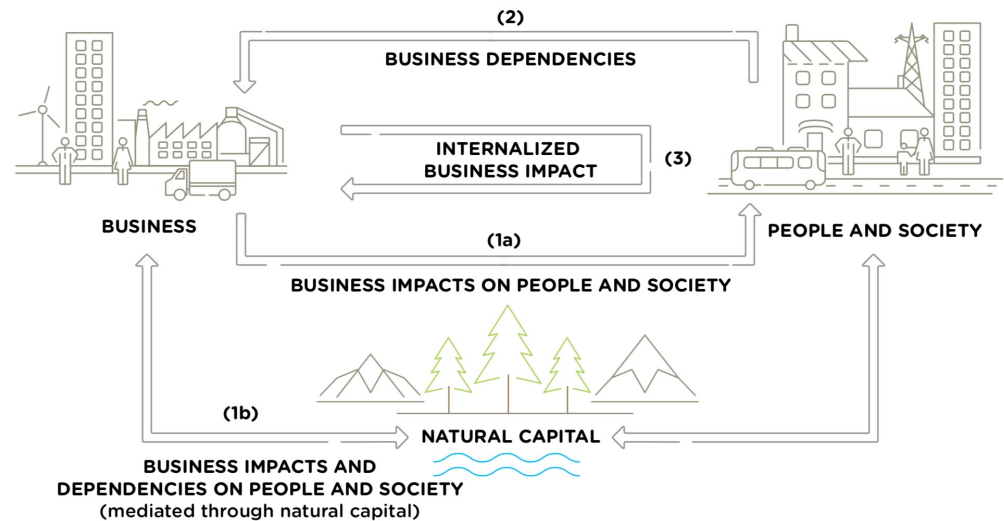 (2)
BUSINESS DEPENDENCIES
INTERNALIZED
BUSINESS IMPACT
(3)
BUSINESS
PEOPLE AND SOCIETY
(1a)
BUSINESS IMPACTS ON PEOPLE AND SOCIETY
(1b)
NATURAL CAPITAL
BUSINESS IMPACTS AND
DEPENDENCIES ON PEOPLE AND SOCIETY
(mediated through natural capital)